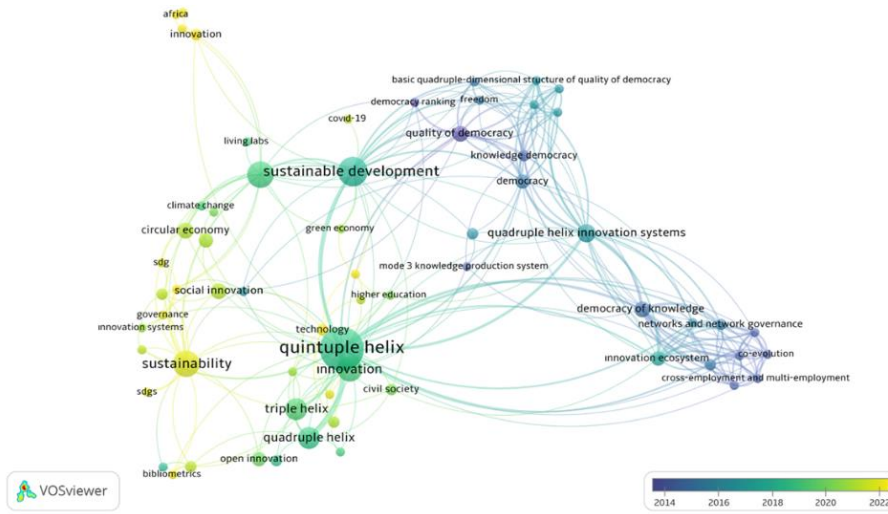 africa
innovation
basic quadruple-dimensional structure of quality of democracy
democracy ranking
freedom
covid-19
quality of democracy
living labs
knowledge democracy
sustainable development
democracy
climate change
circular economy
green economy
quadruple helix innovation systems
sdg
mode 3 knowledge production system
social innovation
higher education
governance
democracy of knowledge
innovation systems
technology
networks and network governance
quintuple helix
co-evolution
innovation ecosystem
sustainability
innovation
cross-employment and multi-employment
sdgs
civil society
triple helix
quadruple helix
open innovation
bibliometrics
VOSviewer
2014 2016 2018 2020 2022